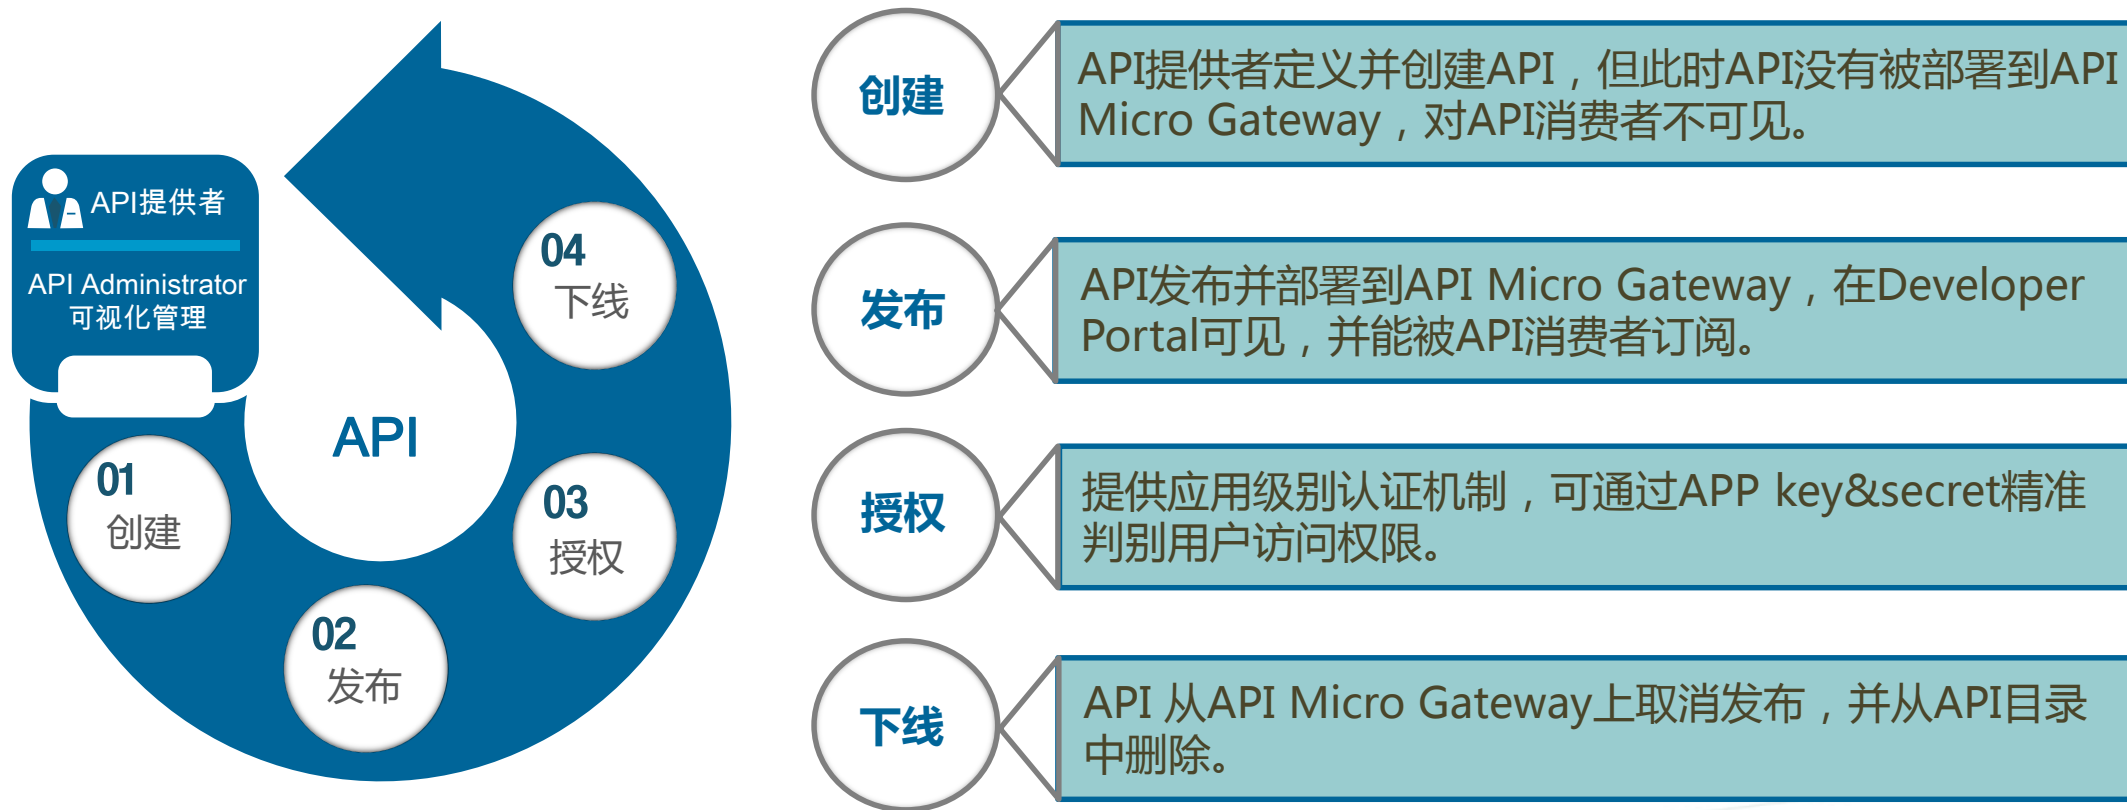 API提供者
API Administrator
可视化管理
API
01
创建
02
发布
03
授权
04
下线
创建
API提供者定义并创建API，但此时API没有被部署到API
Micro Gateway，对API消费者不可见。
发布
API发布并部署到API Micro Gateway，在Developer
Portal可见，并能被API消费者订阅。
授权
提供应用级别认证机制，可通过APP key&secret精准
判别用户访问权限。
下线
API 从API Micro Gateway上取消发布，并从API目录
中删除。